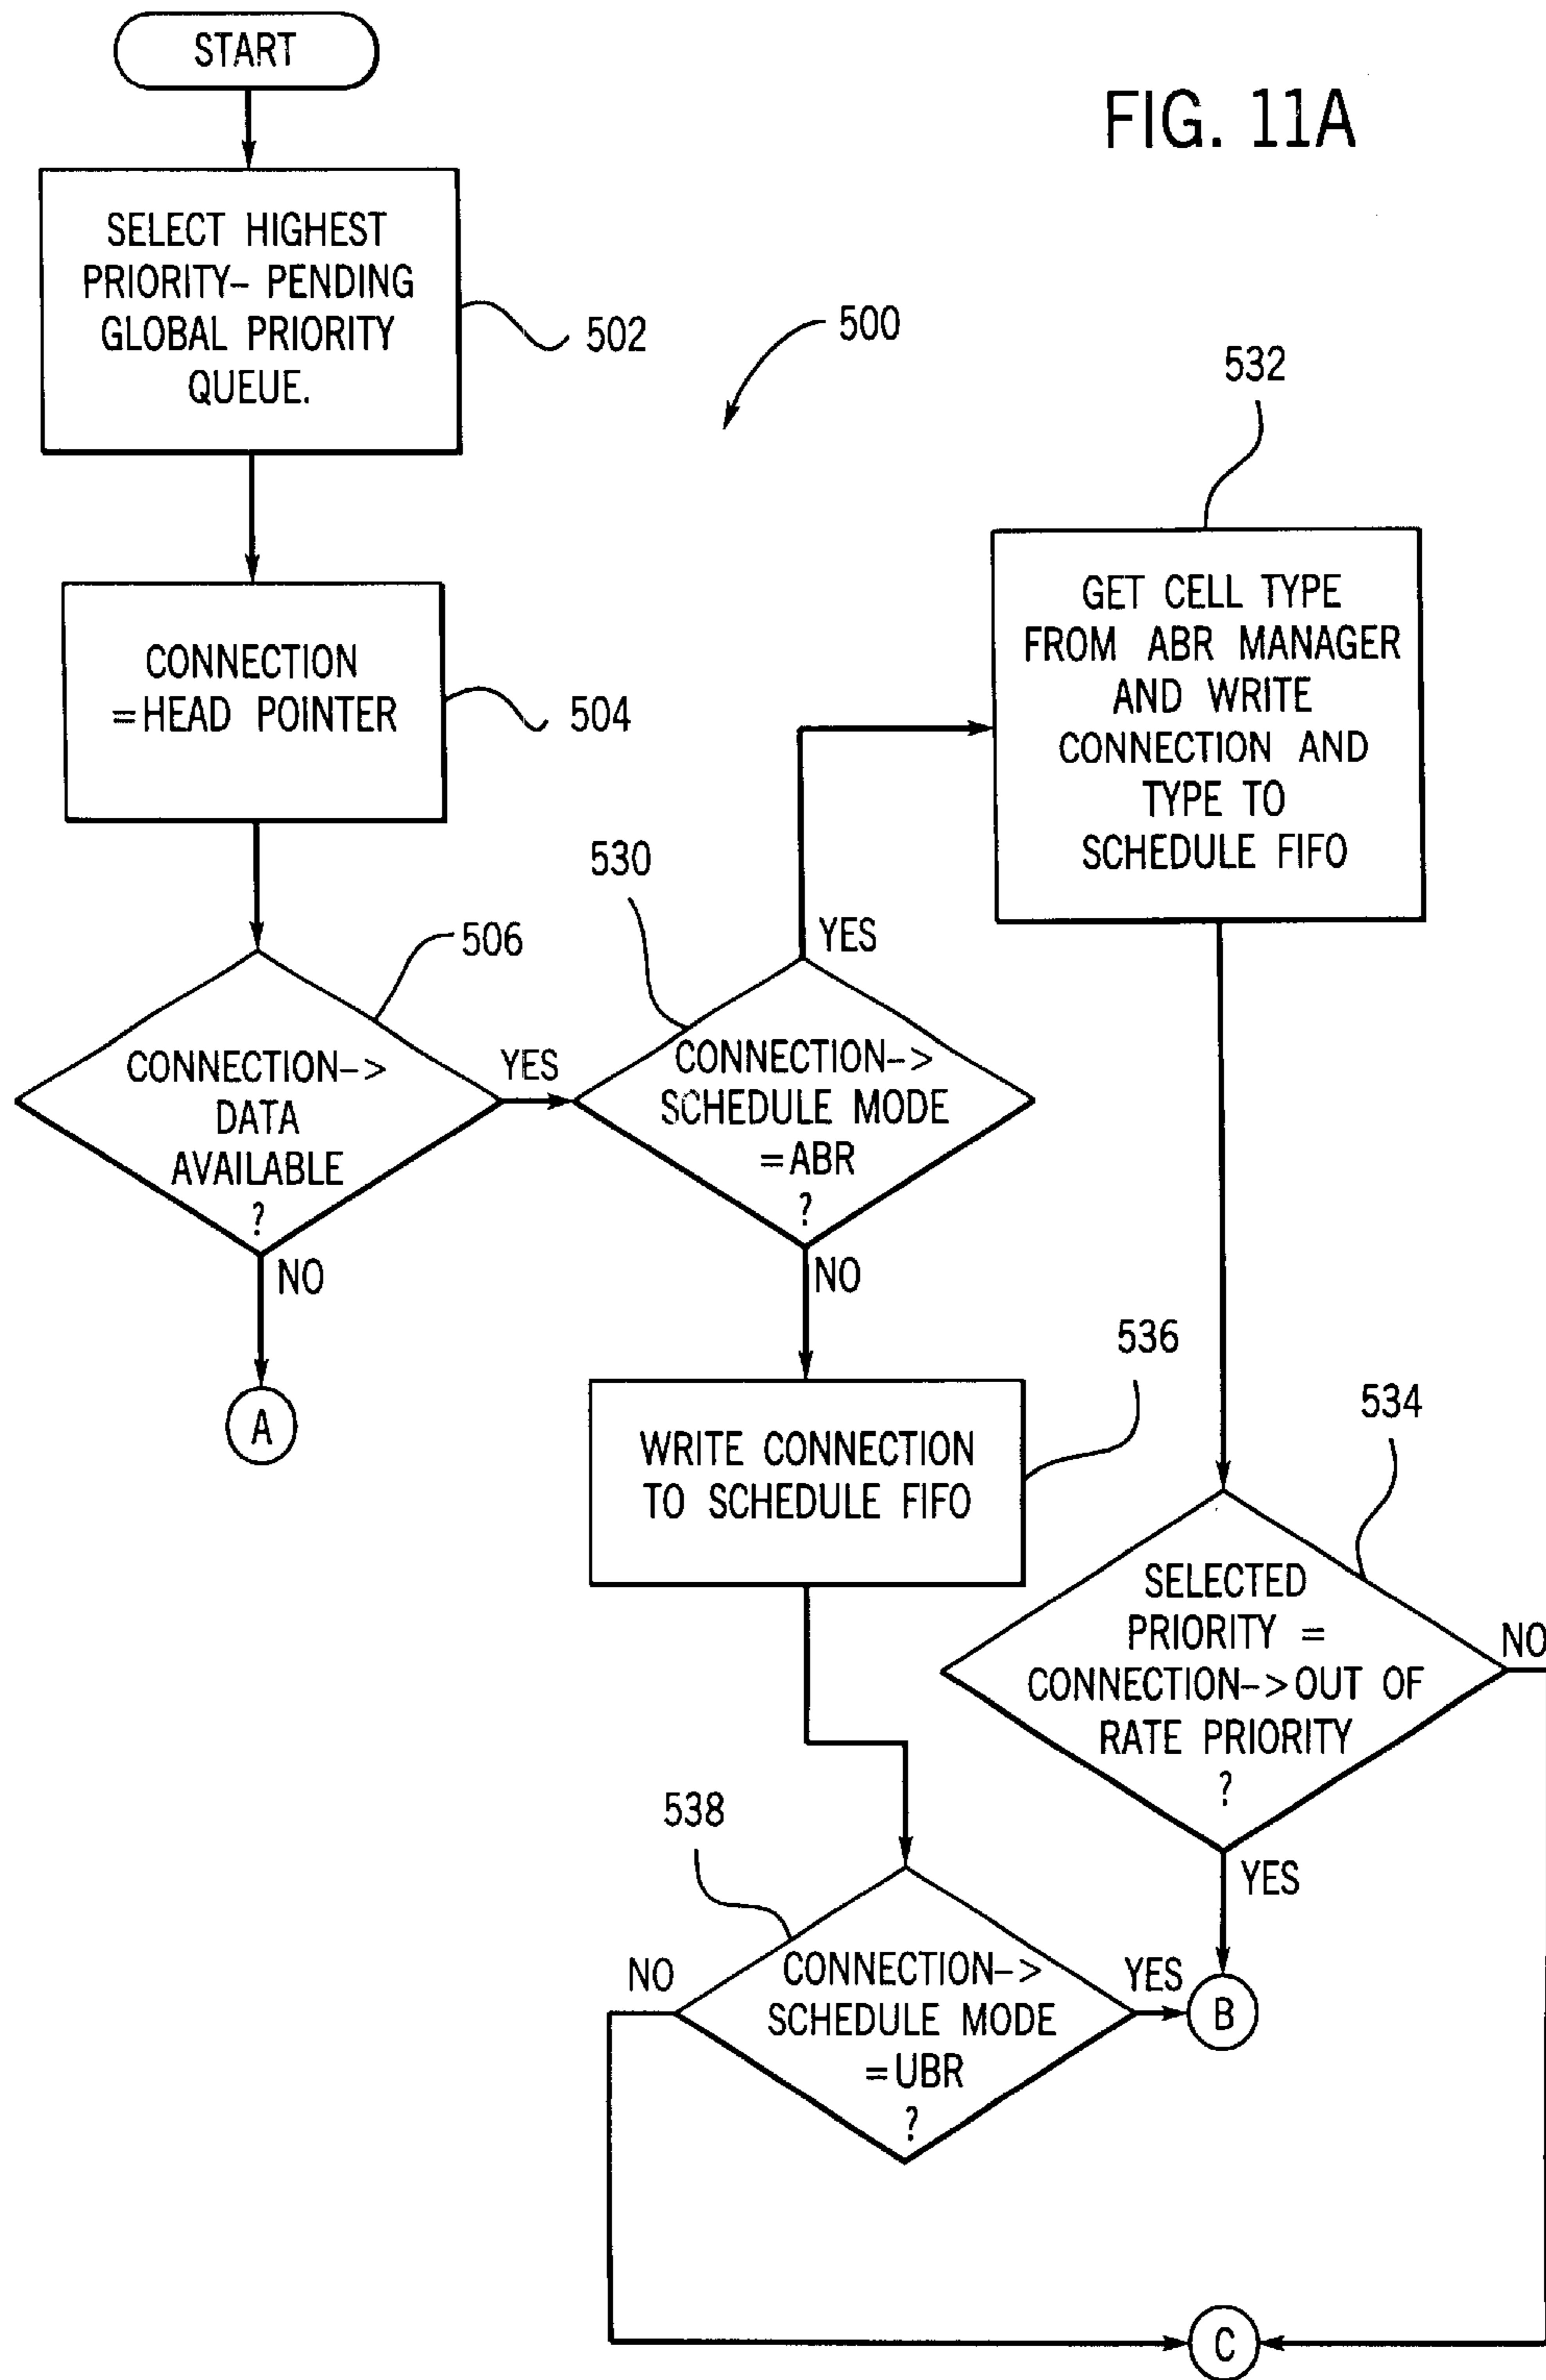 START
FIG. 11A
SELECT HIGHEST
PRIORITY- PENDING
GLOBAL PRIORITY
QUEUE.
502
500
532
CONNECTION
=HEAD POINTER
504
GET CELL TYPE
FROM ABR MANAGER
AND WRITE
CONNECTION AND
TYPE TO
SCHEDULE FIFO
506
CONNECTION->
DATA
AVAILABLE
?
YES
NO
A
530
YES
CONNECTION->
SCHEDULE MODE
=ABR
?
NO
536
WRITE CONNECTION
TO SCHEDULE FIFO
534
SELECTED
PRIORITY =
CONNECTION->OUT OF
RATE PRIORITY
?
NO
YES
538
NO
CONNECTION->
SCHEDULE MODE
=UBR
?
YES
B
C